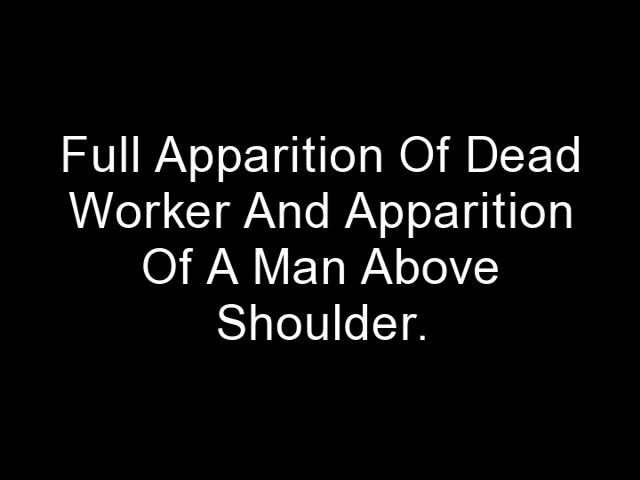 Full Apparition Of Dead
Worker And Apparition
Of A Man Above
Shoulder.